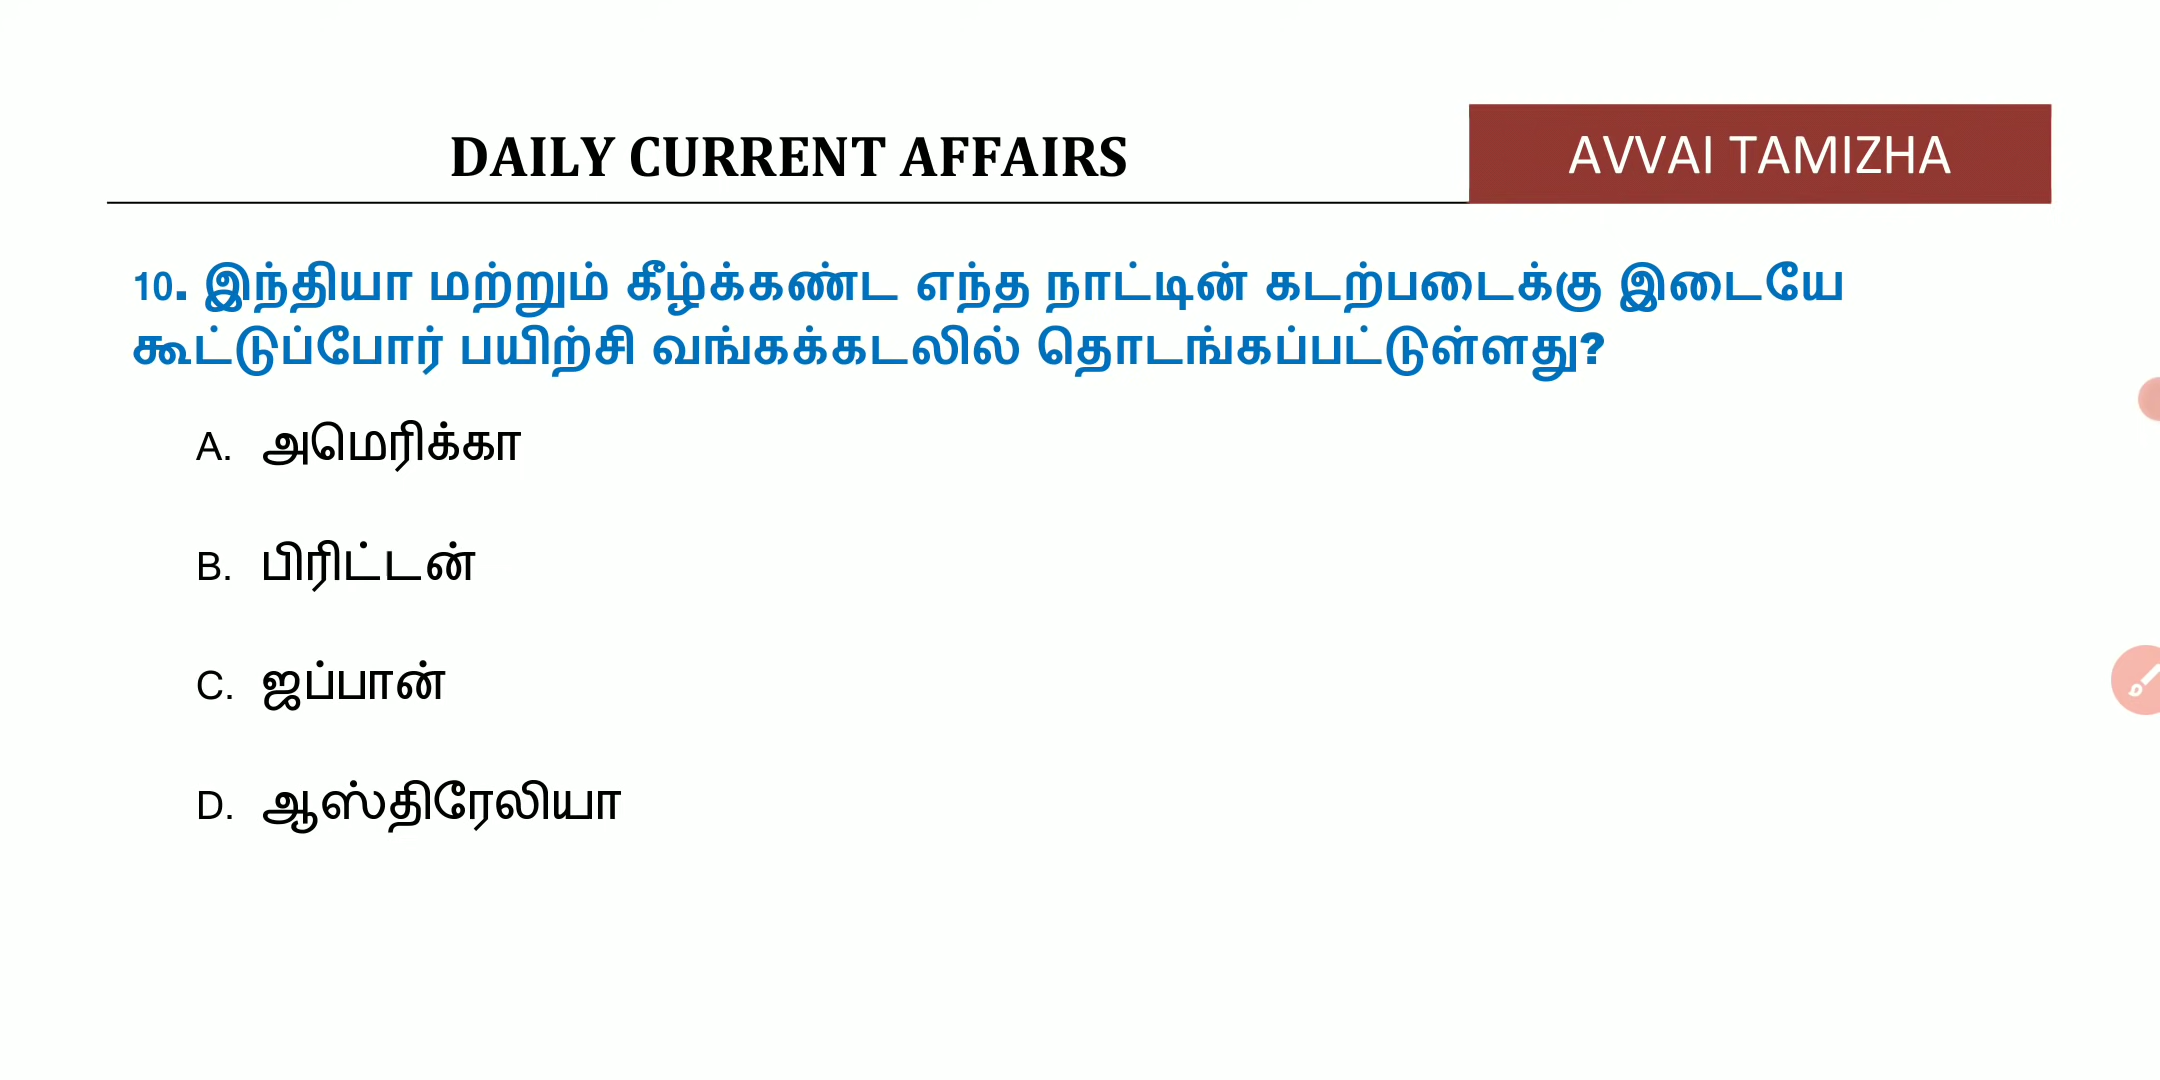 DAILY CURRENT AFFAIRS
AVVAI TAMIZHA
10. இந்தியா மற்றும் கீழ்க்கண்ட எந்த நாட்டின் கடற்படைக்கு இடையே
கூட்டுப்போர் பயிற்சி வங்கக்கடலில் தொடங்கப்பட்டுள்ளது?
A. அமெரிக்கா
B. பிரிட்டன்
C. ஜப்பான்
D. ஆஸ்திரேலியா